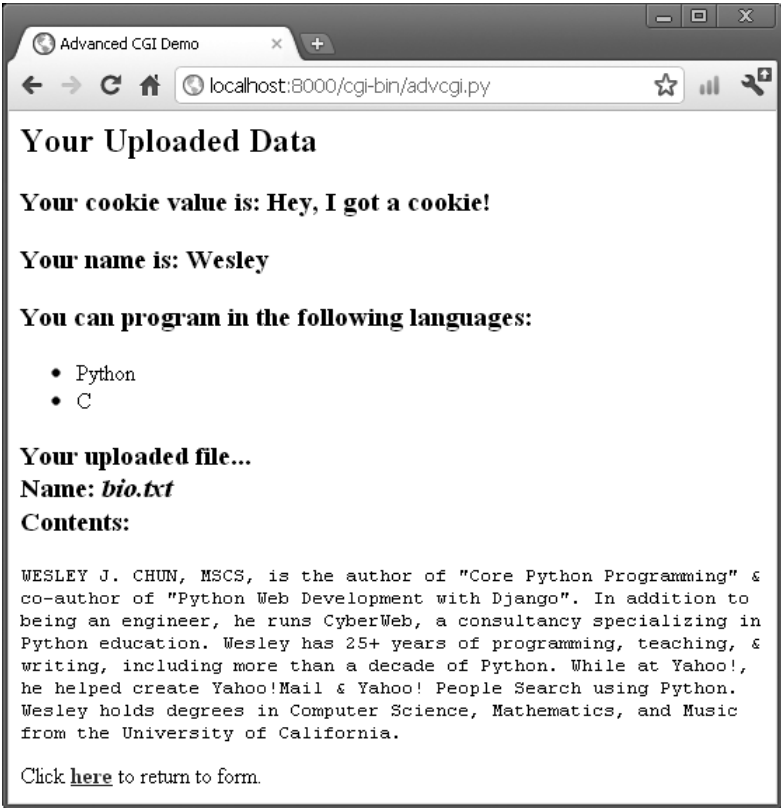 Advanced CGI Demo
localhost:8000/cgi-bin/advcgi.py
Your Uploaded Data
Your cookie value is: Hey, I got a cookie!
Your name is: Wesley
You can program in the following languages:
• Python
• C
Your uploaded file...
Name: bio.txt
Contents:
WESLEY J. CHUN, MSCS, is the author of "Core Python Programming" &
co-author of "Python Web Development with Django". In addition to
being an engineer, he runs CyberWeb, a consultancy specializing in
Python education. Wesley has 25+ years of programming, teaching, &
writing, including more than a decade of Python. While at Yahoo!,
he helped create Yahoo!Mail & Yahoo! People Search using Python.
Wesley holds degrees in Computer Science, Mathematics, and Music
from the University of California.
Click here to return to form.